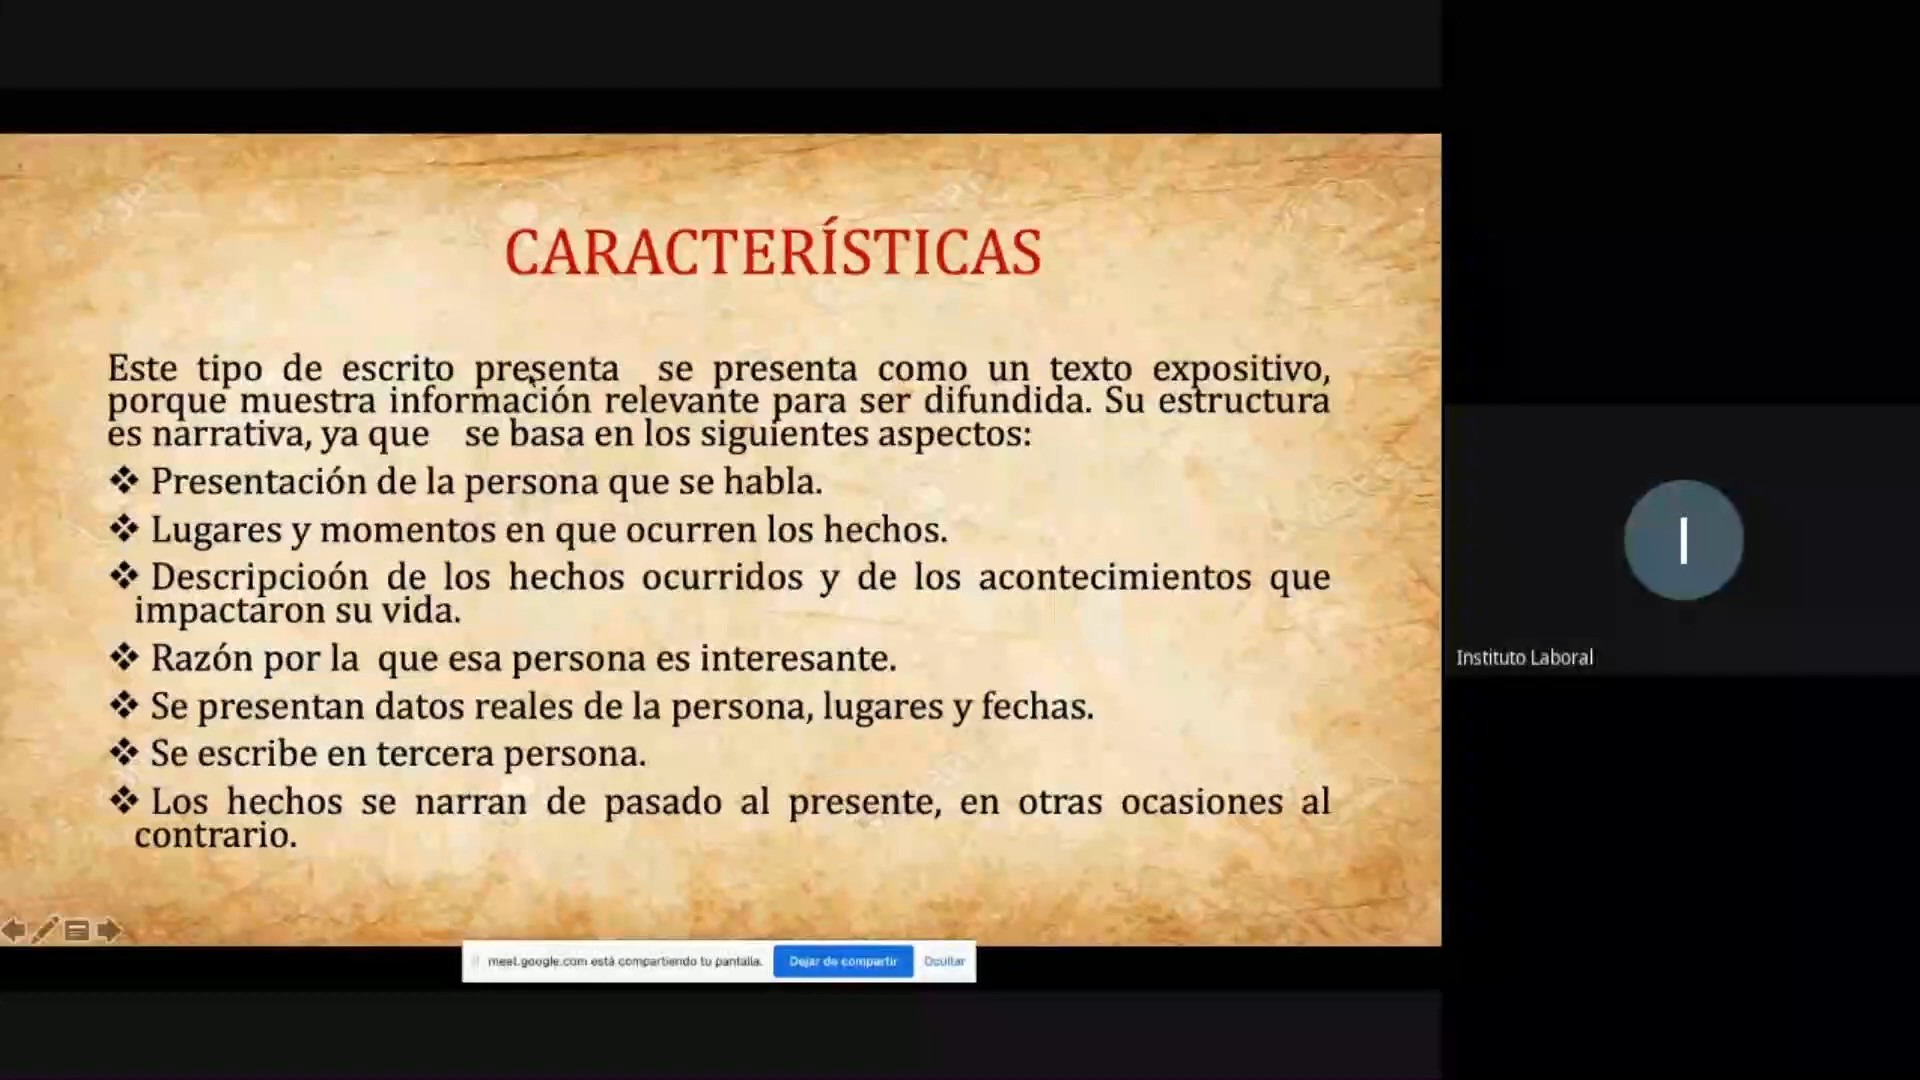 CARACTERÍSTICAS
Este tipo de escrito presenta se presenta como un texto expositivo,
porque muestra información relevante para ser difundida. Su estructura
es narrativa, ya que se basa en los siguientes aspectos:
❖ Presentación de la persona que se habla.
❖ Lugares y momentos en que ocurren los hechos.
❖ Descripcioón de los hechos ocurridos y de los acontecimientos que
impactaron su vida.
❖ Razón por la que esa persona es interesante.
❖ Se presentan datos reales de la persona, lugares y fechas.
❖ Se escribe en tercera persona.
❖ Los hechos se narran de pasado al presente, en otras ocasiones al
contrario.
meet.google.com está compartiendo tu pantalla. Dejar de compartir Ocultar
I
Instituto Laboral